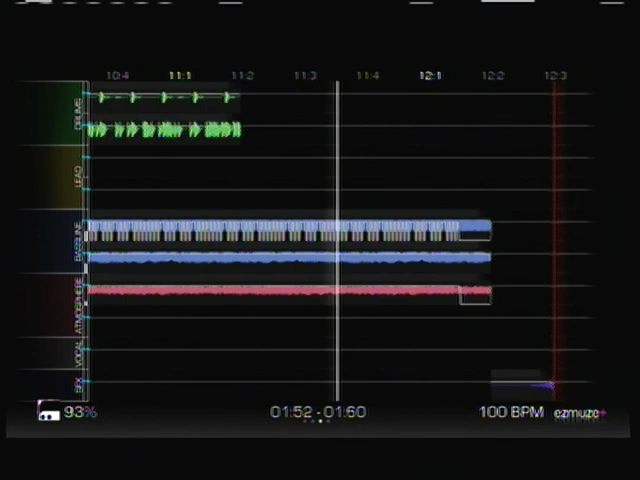 10:4 11:1 11:2 11:3 11:4 12:1 12:2 12:3
DRUMS
LEAD
BASSLINE
ATMOSPHERE
VOCAL
SFX
93% 01:52 -01:60 100 BPM ezmuze+